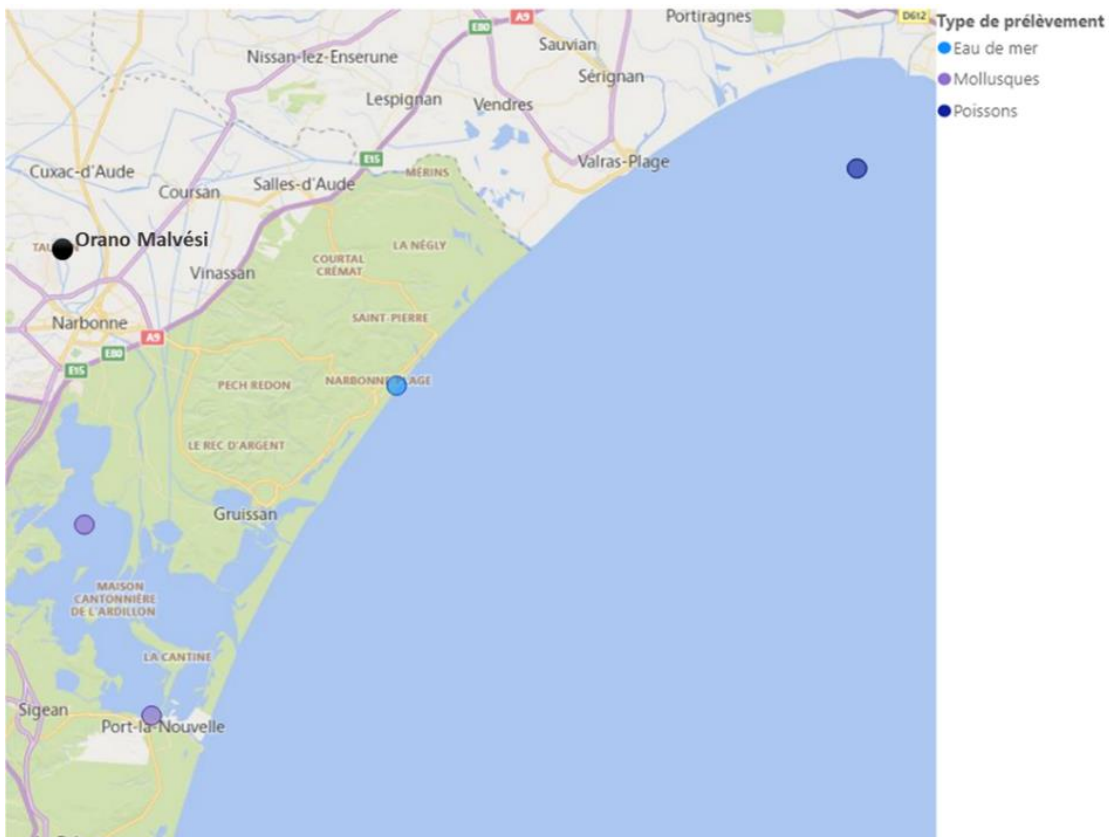 Portiragnes
D612
A9
E80
Sauvian
Nissan-lez-Enserune
Sérignan
Lespignan
Vendres
E15
Valras-Plage
Cuxac-d'Aude
MÉRINS
Salles-d'Aude
Coursan
Orano Malvési
LA NÉGLY
COURTAL
CRÉMAT
Vinassan
SAINT-PIERRE
Narbonne
A9
E80
E15
PECH REDON
NARBONNE-PLAGE
LE REC D'ARGENT
Gruissan
MAISON
CANTONNIÈRE
DE L'ARDILLON
LA CANTINE
Sigean
Port-la-Nouvelle
Type de prélèvement
Eau de mer
Mollusques
Poissons